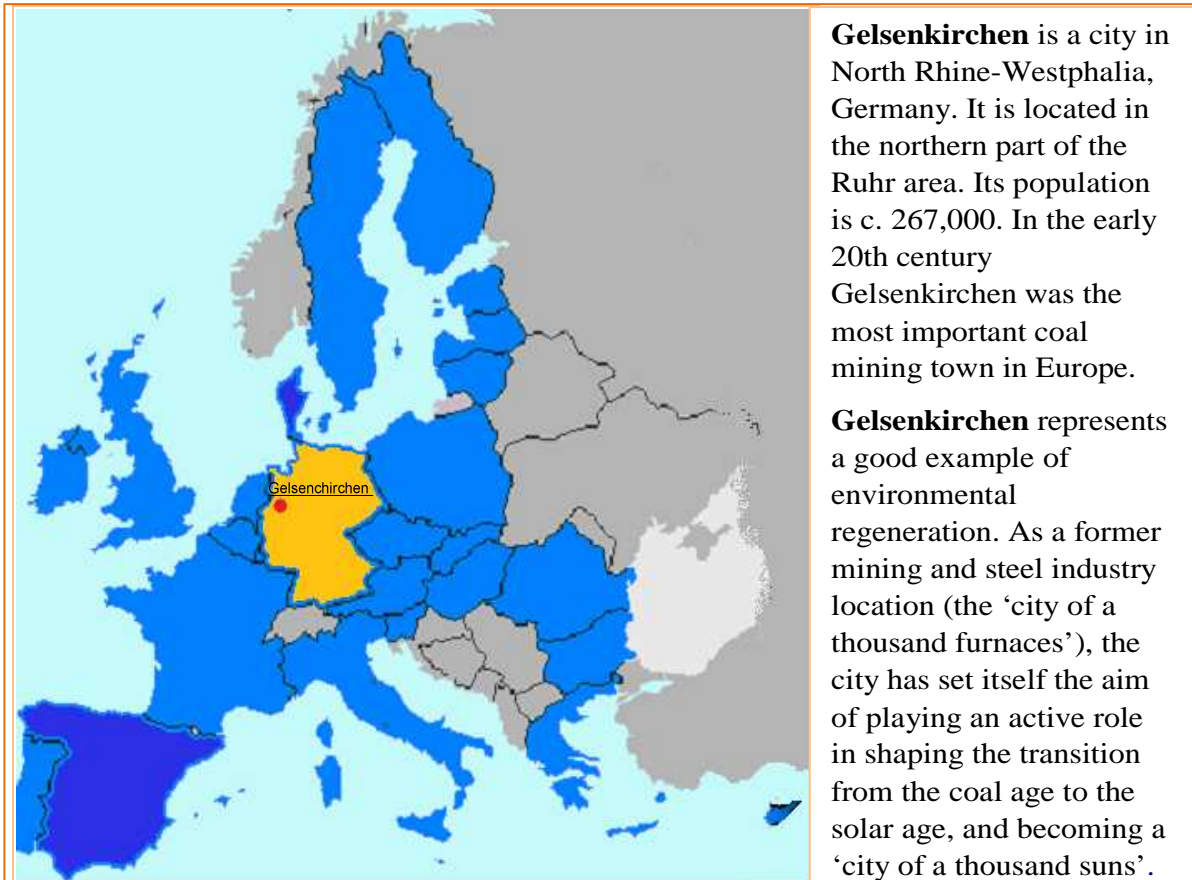 Gelsenchirchen
Gelsenkirchen is a city in
North Rhine-Westphalia,
Germany. It is located in
the northern part of the
Ruhr area. Its population
is c. 267,000. In the early
20th century
Gelsenkirchen was the
most important coal
mining town in Europe.
Gelsenkirchen represents
a good example of
environmental
regeneration. As a former
mining and steel industry
location (the ‘city of a
thousand furnaces’), the
city has set itself the aim
of playing an active role
in shaping the transition
from the coal age to the
solar age, and becoming a
‘city of a thousand suns’.